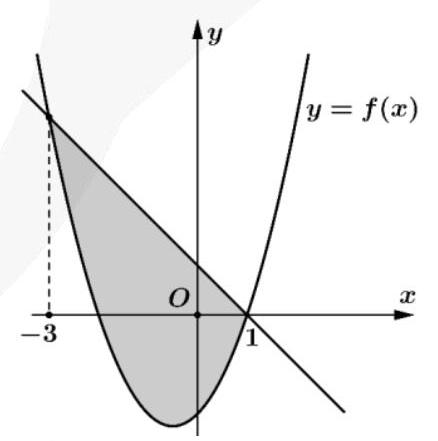 y
y = f(x)
O
x
−3
1